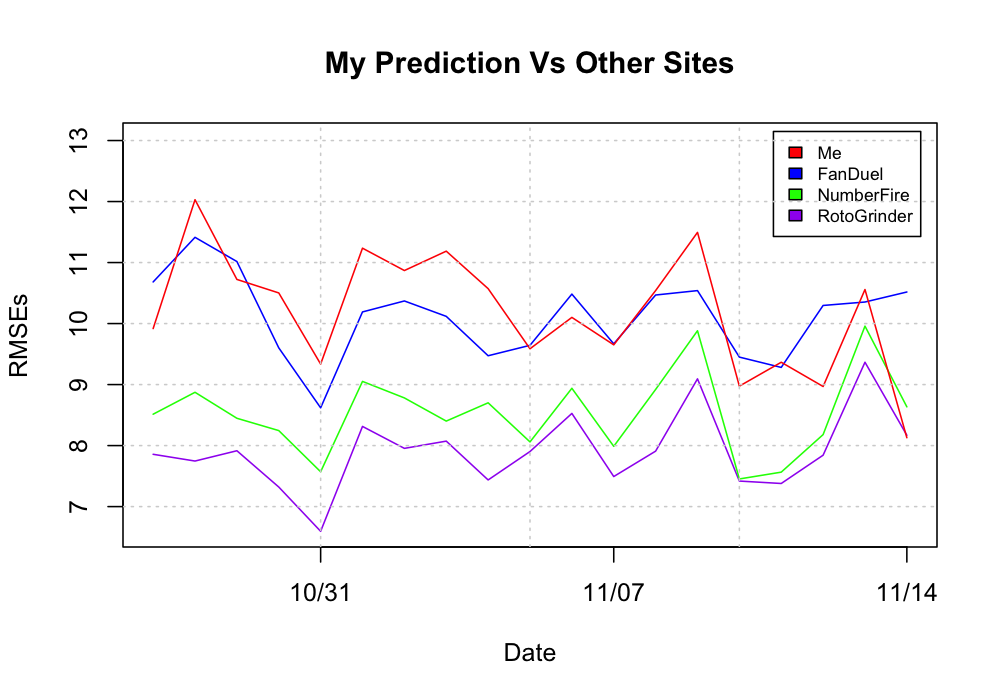 My Prediction Vs Other Sites
RMSEs
13
12
11
10
9
8
7
Me
FanDuel
NumberFire
RotoGrinder
10/31
11/07
11/14
Date